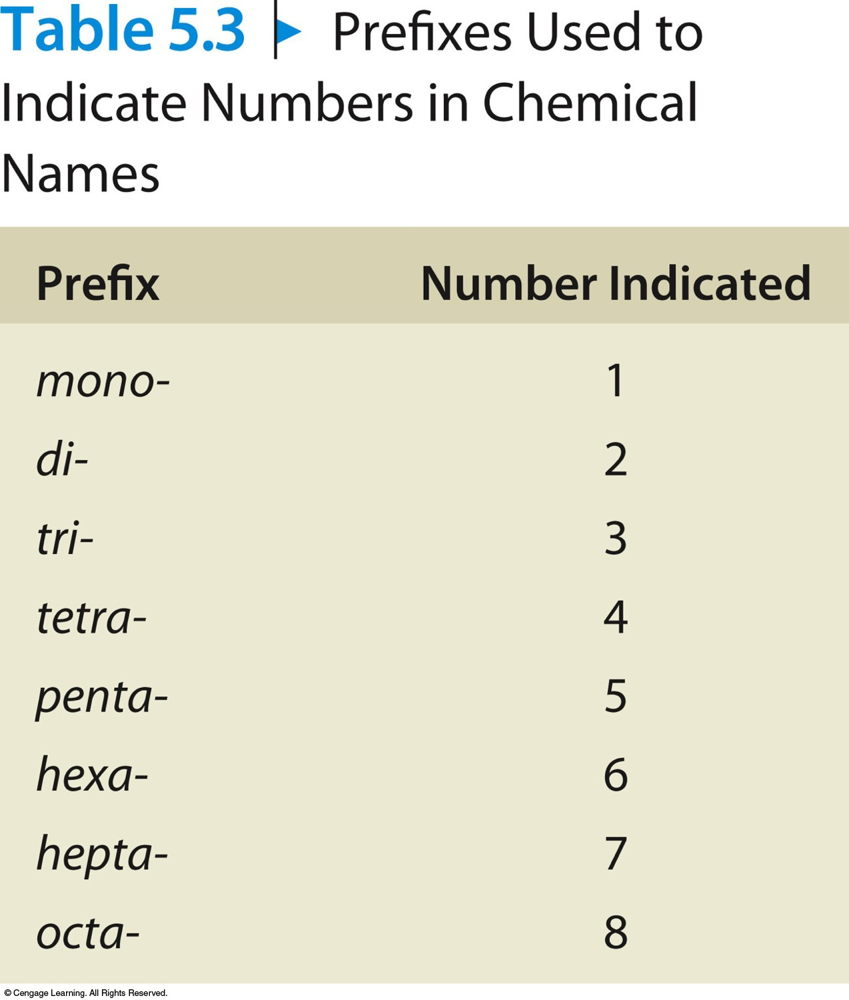 Table 5.3 Prefixes Used to
Indicate Numbers in Chemical
Names
Prefix Number Indicated
mono- 1
di- 2
tri- 3
tetra- 4
penta- 5
hexa- 6
hepta- 7
octa- 8
© Cengage Learning. All Rights Reserved.